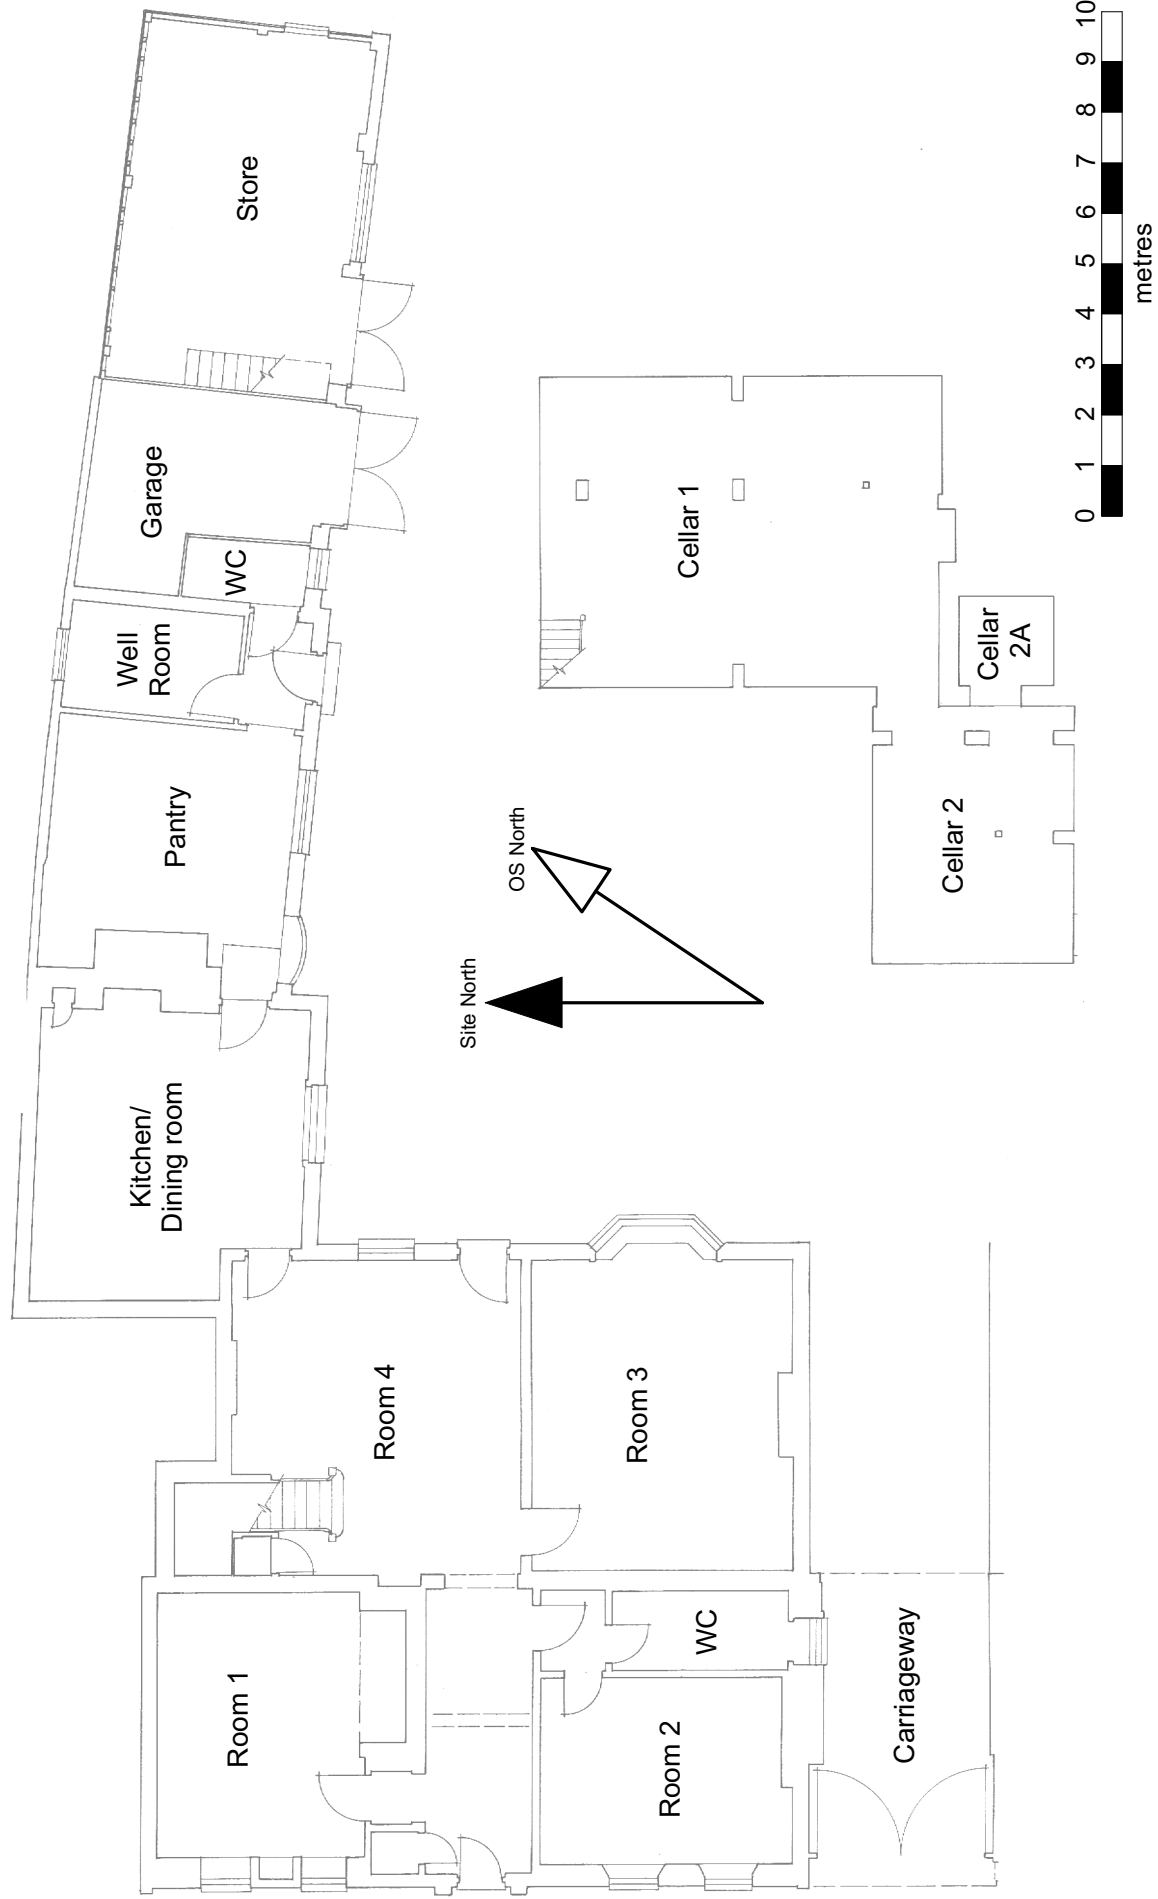 Store
Garage
WC
Well
Room
Pantry
Kitchen/
Dining room
Room 4
Room 3
Room 1
Room 2
WC
Carriageway
Cellar 1
Cellar
2A
Cellar 2
OS North
Site North
0 1 2 3 4 5 6 7 8 9 10
metres